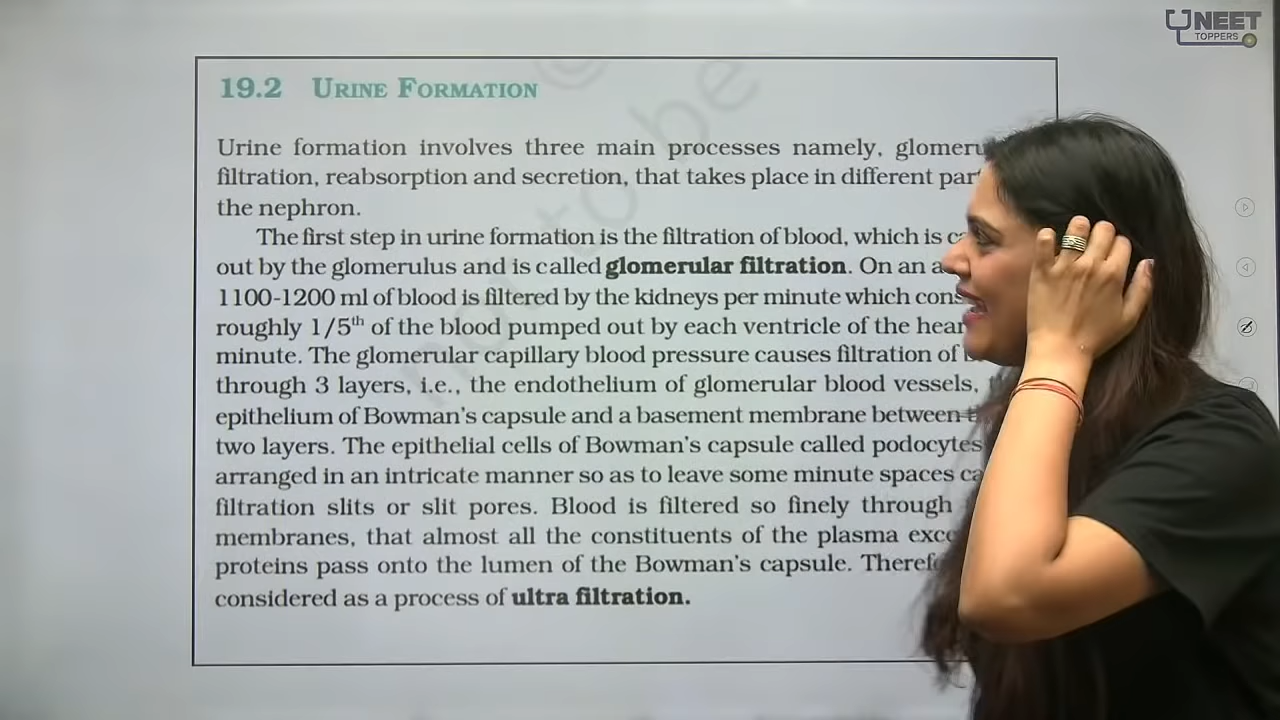 UNEET
TOPPERS
19.2 URINE FORMATION
Urine formation involves three main processes namely, glomeru
filtration, reabsorption and secretion, that takes place in different par
the nephron.
The first step in urine formation is the filtration of blood, which is ca
out by the glomerulus and is called glomerular filtration. On an a
1100-1200 ml of blood is filtered by the kidneys per minute which cons
roughly 1/5th of the blood pumped out by each ventricle of the hear
minute. The glomerular capillary blood pressure causes filtration of b
through 3 layers, i.e., the endothelium of glomerular blood vessels,
epithelium of Bowman's capsule and a basement membrane between
two layers. The epithelial cells of Bowman's capsule called podocytes
arranged in an intricate manner so as to leave some minute spaces ca
filtration slits or slit pores. Blood is filtered so finely through
membranes, that almost all the constituents of the plasma exce
proteins pass onto the lumen of the Bowman's capsule. Therefo
considered as a process of ultra filtration.
© not to be